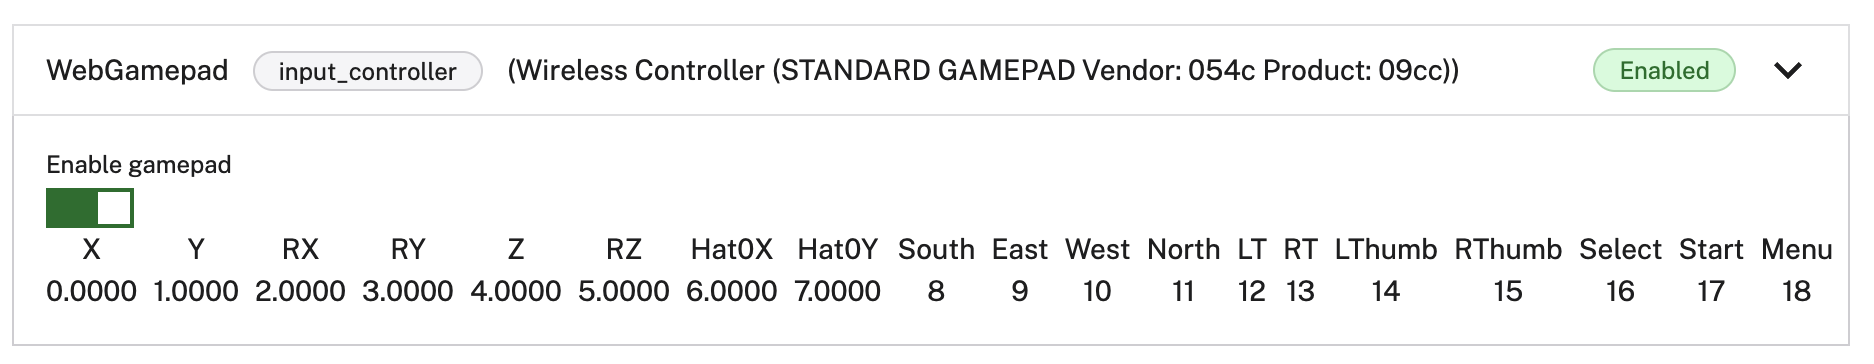 WebGamepad input_controller (Wireless Controller (STANDARD GAMEPAD Vendor: 054c Product: 09cc)) Enabled
Enable gamepad
X Y RX RY Z RZ Hat0X Hat0Y South East West North LT RT LThumb RThumb Select Start Menu
0.0000 1.0000 2.0000 3.0000 4.0000 5.0000 6.0000 7.0000 8 9 10 11 12 13 14 15 16 17 18